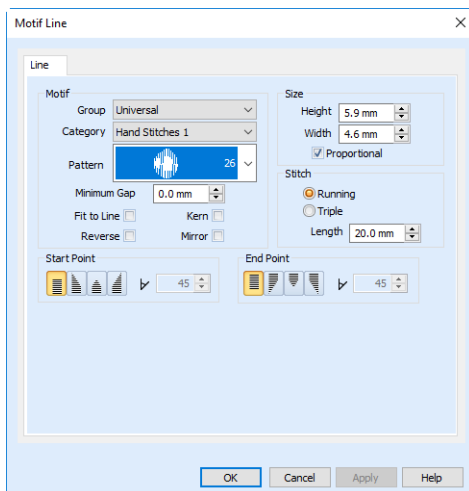 Motif Line
Line
Motif
Group Universal
Category Hand Stitches 1
Pattern 26
Minimum Gap 0.0 mm
Fit to Line Kern
Reverse Mirror
Size
Height 5.9 mm
Width 4.6 mm
Proportional
Stitch
Running
Triple
Length 20.0 mm
Start Point
45
End Point
45
OK Cancel Apply Help